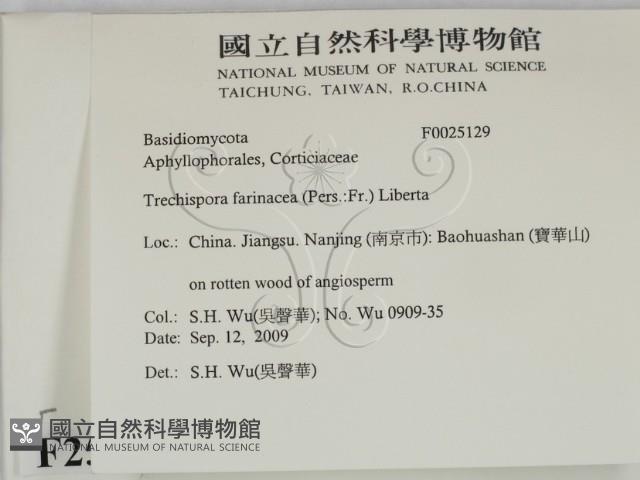 國立自然科學博物館
NATIONAL MUSEUM OF NATURAL SCIENCE
TAICHUNG, TAIWAN, R.O.CHINA
Basidiomycota F0025129
Aphyllophorales, Corticiaceae
Trechispora farinacea (Pers.:Fr.) Liberta
Loc.: China. Jiangsu. Nanjing (南京市): Baohuashan (寶華山)
on rotten wood of angiosperm
Col.: S.H. Wu(吳聲華); No. Wu 0909-35
Date: Sep. 12, 2009
Det.: S.H. Wu(吳聲華)
國立自然科學博物館
NATIONAL MUSEUM OF NATURAL SCIENCE